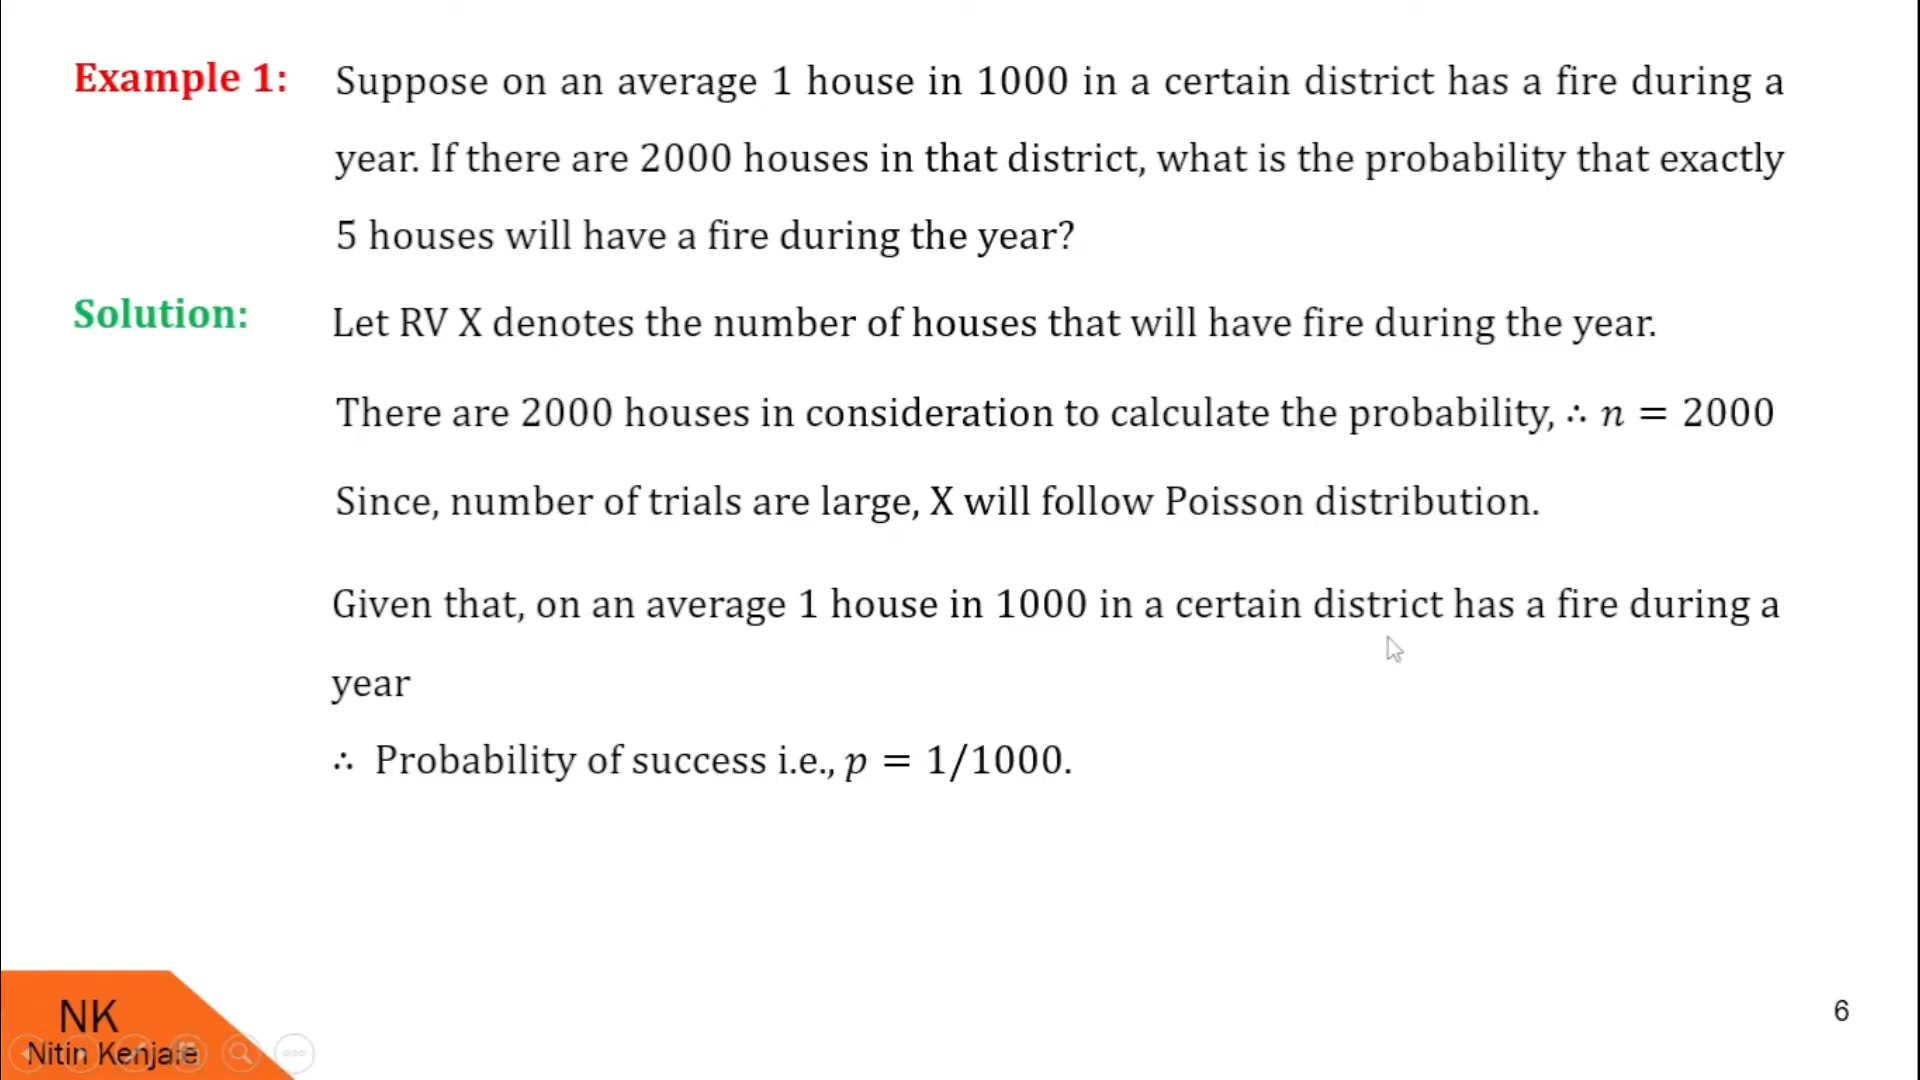 Example 1: Suppose on an average 1 house in 1000 in a certain district has a fire during a
year. If there are 2000 houses in that district, what is the probability that exactly
5 houses will have a fire during the year?
Solution: Let RV X denotes the number of houses that will have fire during the year.
There are 2000 houses in consideration to calculate the probability, ∴ n = 2000
Since, number of trials are large, X will follow Poisson distribution.
Given that, on an average 1 house in 1000 in a certain district has a fire during a
year
∴ Probability of success i.e., p = 1/1000.
NK
Nitin Kenjale
6